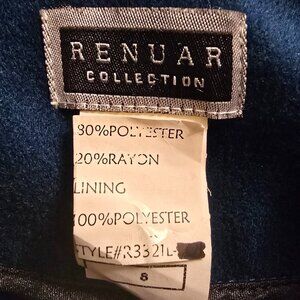 RENUAR
COLLECTION
80%POLYESTER
20%RAYON
LINING
100%POLYESTER
STYLE#R3321L-
8